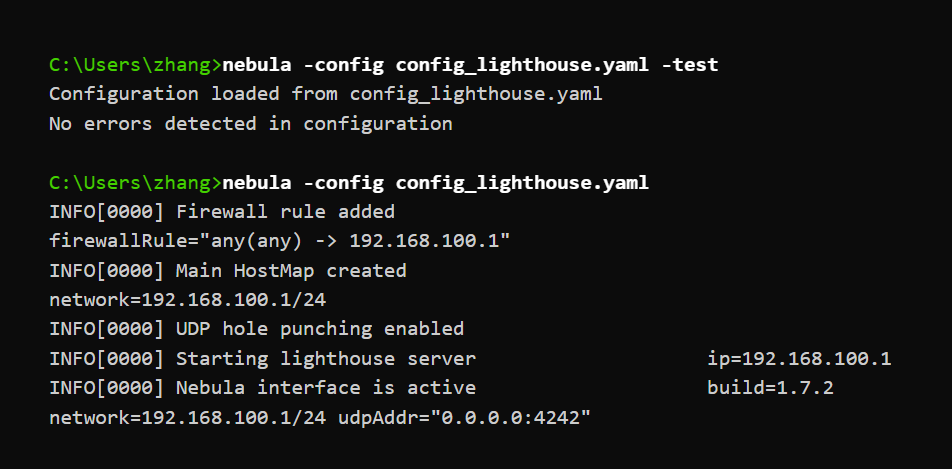 C:\Users\zhang>nebula -config config_lighthouse.yaml -test
Configuration loaded from config_lighthouse.yaml
No errors detected in configuration
C:\Users\zhang>nebula -config config_lighthouse.yaml
INFO[0000] Firewall rule added
firewallRule="any(any) -> 192.168.100.1"
INFO[0000] Main HostMap created
network=192.168.100.1/24
INFO[0000] UDP hole punching enabled
INFO[0000] Starting lighthouse server                    ip=192.168.100.1
INFO[0000] Nebula interface is active                    build=1.7.2
network=192.168.100.1/24 udpAddr="0.0.0.0:4242"